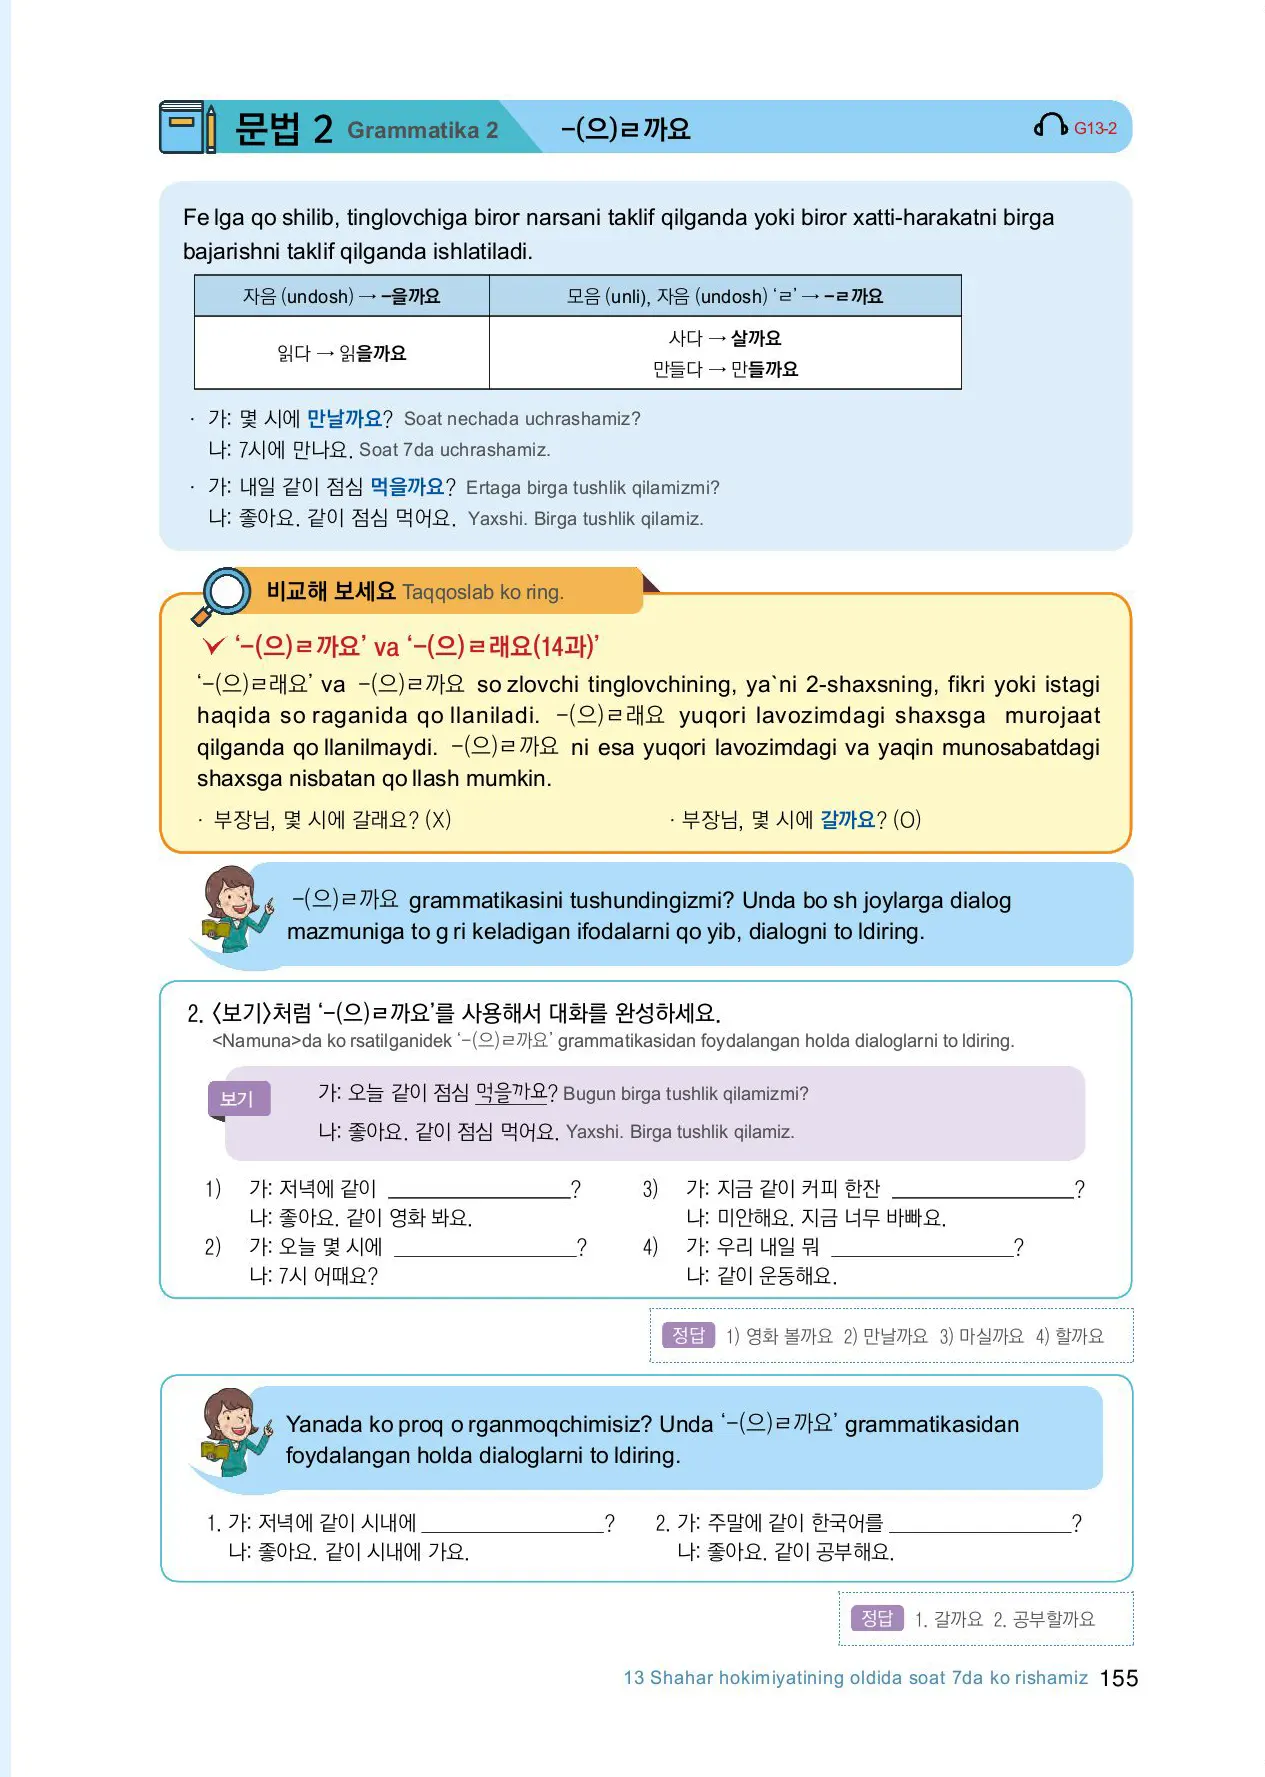 문법 2 Grammatika 2 -(으)ㄹ까요 G13-2
Fe lga qo shilib, tinglovchiga biror narsani taklif qilganda yoki biror xatti-harakatni birga
bajarishni taklif qilganda ishlatiladi.
자음 (undosh) → -을까요 모음 (unli), 자음 (undosh) ‘ㄹ’ → -ㄹ까요
읽다 → 읽을까요
사다 → 살까요
만들다 → 만들까요
· 가: 몇 시에 만날까요? Soat nechada uchrashamiz?
나: 7시에 만나요. Soat 7da uchrashamiz.
· 가: 내일 같이 점심 먹을까요? Ertaga birga tushlik qilamizmi?
나: 좋아요. 같이 점심 먹어요. Yaxshi. Birga tushlik qilamiz.
비교해 보세요 Taqqoslab ko ring.
‘-(으)ㄹ까요’ va ‘-(으)ㄹ래요(14과)’
‘-(으)ㄹ래요’ va -(으)ㄹ까요 so zlovchi tinglovchining, ya`ni 2-shaxsning, fikri yoki istagi
haqida so raganida qo llaniladi. -(으)ㄹ래요 yuqori lavozimdagi shaxsga murojaat
qilganda qo llanilmaydi. -(으)ㄹ까요 ni esa yuqori lavozimdagi va yaqin munosabatdagi
shaxsga nisbatan qo llash mumkin.
· 부장님, 몇 시에 갈래요? (X) · 부장님, 몇 시에 갈까요? (O)
-(으)ㄹ까요 grammatikasini tushundingizmi? Unda bo sh joylarga dialog
mazmuniga to g ri keladigan ifodalarni qo yib, dialogni to ldiring.
2. 〈보기〉처럼 ‘-(으)ㄹ까요’를 사용해서 대화를 완성하세요.
<Namuna>da ko rsatilganidek ‘-(으)ㄹ까요’ grammatikasidan foydalangan holda dialoglarni to ldiring.
보기 가: 오늘 같이 점심 먹을까요? Bugun birga tushlik qilamizmi?
나: 좋아요. 같이 점심 먹어요. Yaxshi. Birga tushlik qilamiz.
1) 가: 저녁에 같이 ________________?
나: 좋아요. 같이 영화 봐요.
2) 가: 오늘 몇 시에 ________________?
나: 7시 어때요?
3) 가: 지금 같이 커피 한잔 ________________?
나: 미안해요. 지금 너무 바빠요.
4) 가: 우리 내일 뭐 ________________?
나: 같이 운동해요.
정답 1) 영화 볼까요 2) 만날까요 3) 마실까요 4) 할까요
Yanada ko proq o rganmoqchimisiz? Unda ‘-(으)ㄹ까요’ grammatikasidan
foydalangan holda dialoglarni to ldiring.
1. 가: 저녁에 같이 시내에 ________________?
나: 좋아요. 같이 시내에 가요.
2. 가: 주말에 같이 한국어를 ________________?
나: 좋아요. 같이 공부해요.
정답 1. 갈까요 2. 공부할까요
13 Shahar hokimiyatining oldida soat 7da ko rishamiz 155